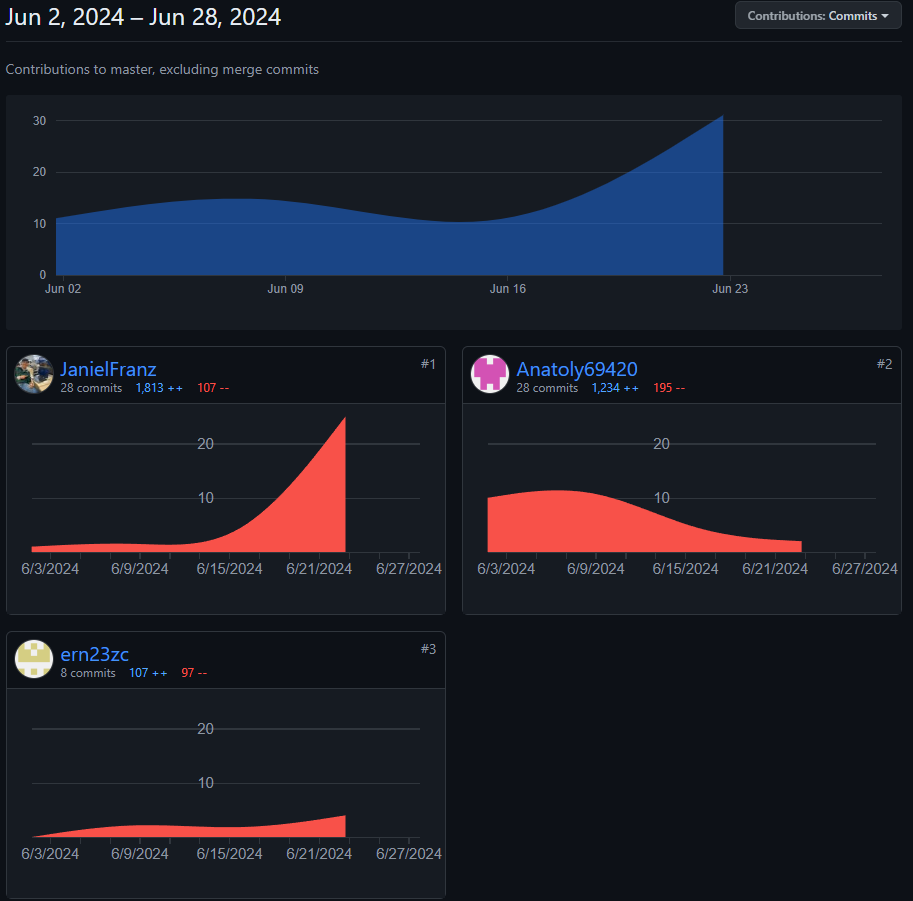 Jun 2, 2024 – Jun 28, 2024
Contributions: Commits
Contributions to master, excluding merge commits
30
20
10
0
Jun 02 Jun 09 Jun 16 Jun 23
JanielFranz #1
28 commits 1,813 ++ 107 --
20
10
6/3/2024 6/9/2024 6/15/2024 6/21/2024 6/27/2024
Anatoly69420 #2
28 commits 1,234 ++ 195 --
20
10
6/3/2024 6/9/2024 6/15/2024 6/21/2024 6/27/2024
ern23zc #3
8 commits 107 ++ 97 --
20
10
6/3/2024 6/9/2024 6/15/2024 6/21/2024 6/27/2024